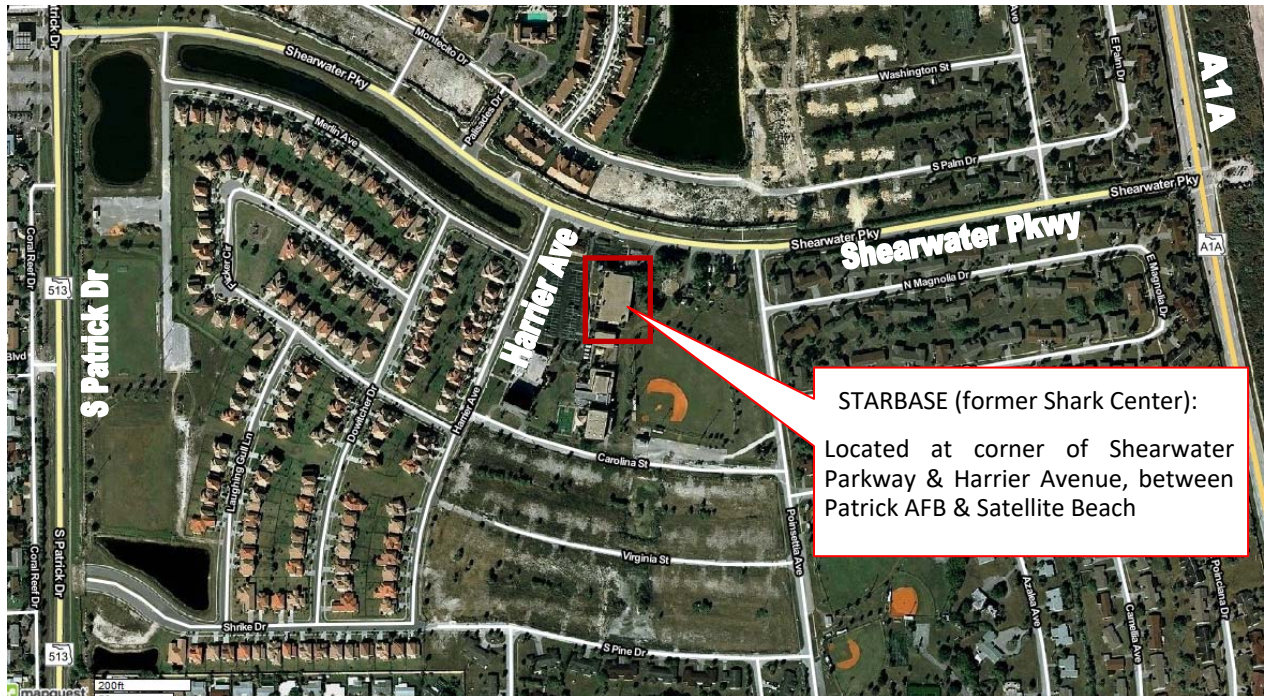 Patrick Dr
Shearwater Pky
Montecito Dr
Palisades Dr
Washington St
E Palm Dr
Ave
A1A
S Palm Dr
Merlin Ave
Shearwater Pky
Shearwater Pky
Shearwater Pkwy
A1A
N Magnolia Dr
E Magnolia Dr
Coral Reef Dr
513
S Patrick Dr
Harrier Ave
Blvd
Dowitcher Dr
Harrier Ave
Laughing Gull Ln
Carolina St
STARBASE (former Shark Center):
Located at corner of Shearwater
Parkway & Harrier Avenue, between
Patrick AFB & Satellite Beach
Virginia St
Poinsettia Ave
S Patrick Dr
Coral Reef Dr
Azalea Ave
Camellia Ave
Poinciana Dr
Shrike Dr
S Pine Dr
513
200ft
mapquest